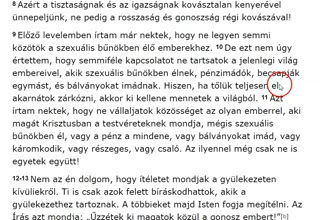 ⁸ Azért a tisztaságnak és az igazságnak kovásztalan kenyerével
ünnepeljünk, ne pedig a rosszaság és gonoszság régi kovászával!
⁹ Előző levelemben írtam már nektek, hogy ne legyen semmi
közötök a szexuális bűnökben élő emberekhez. ¹⁰ De ezt nem úgy
értettem, hogy semmiféle kapcsolatot ne tartsatok a jelenlegi világ
embereivel, akik szexuális bűnökben élnek, pénzimádók, becsapják
egymást, és bálványokat imádnak. Hiszen, ha tőlük teljesen el
akarnátok zárkózni, akkor ki kellene mennetek a világból. ¹¹ Azt
írtam nektek, hogy ne vállaljatok közösséget az olyan emberrel, aki
magát Krisztusban a testvéreteknek mondja, mégis szexuális
bűnökben él, vagy a pénz a mindene, vagy bálványokat imád, vagy
káromkodik, vagy részeges, vagy csaló. Az ilyennel még csak ne is
egyetek együtt!
¹²⁻¹³ Nem az én dolgom, hogy ítéletet mondjak a gyülekezeten
kívüliekről. Ti is csak azok felett bíráskodhattok, akik a
gyülekezethez tartoznak. A többieket majd Isten fogja megítélni. Az
Írás azt mondja: „Űzzétek ki magatok közül a gonosz embert!”[b]